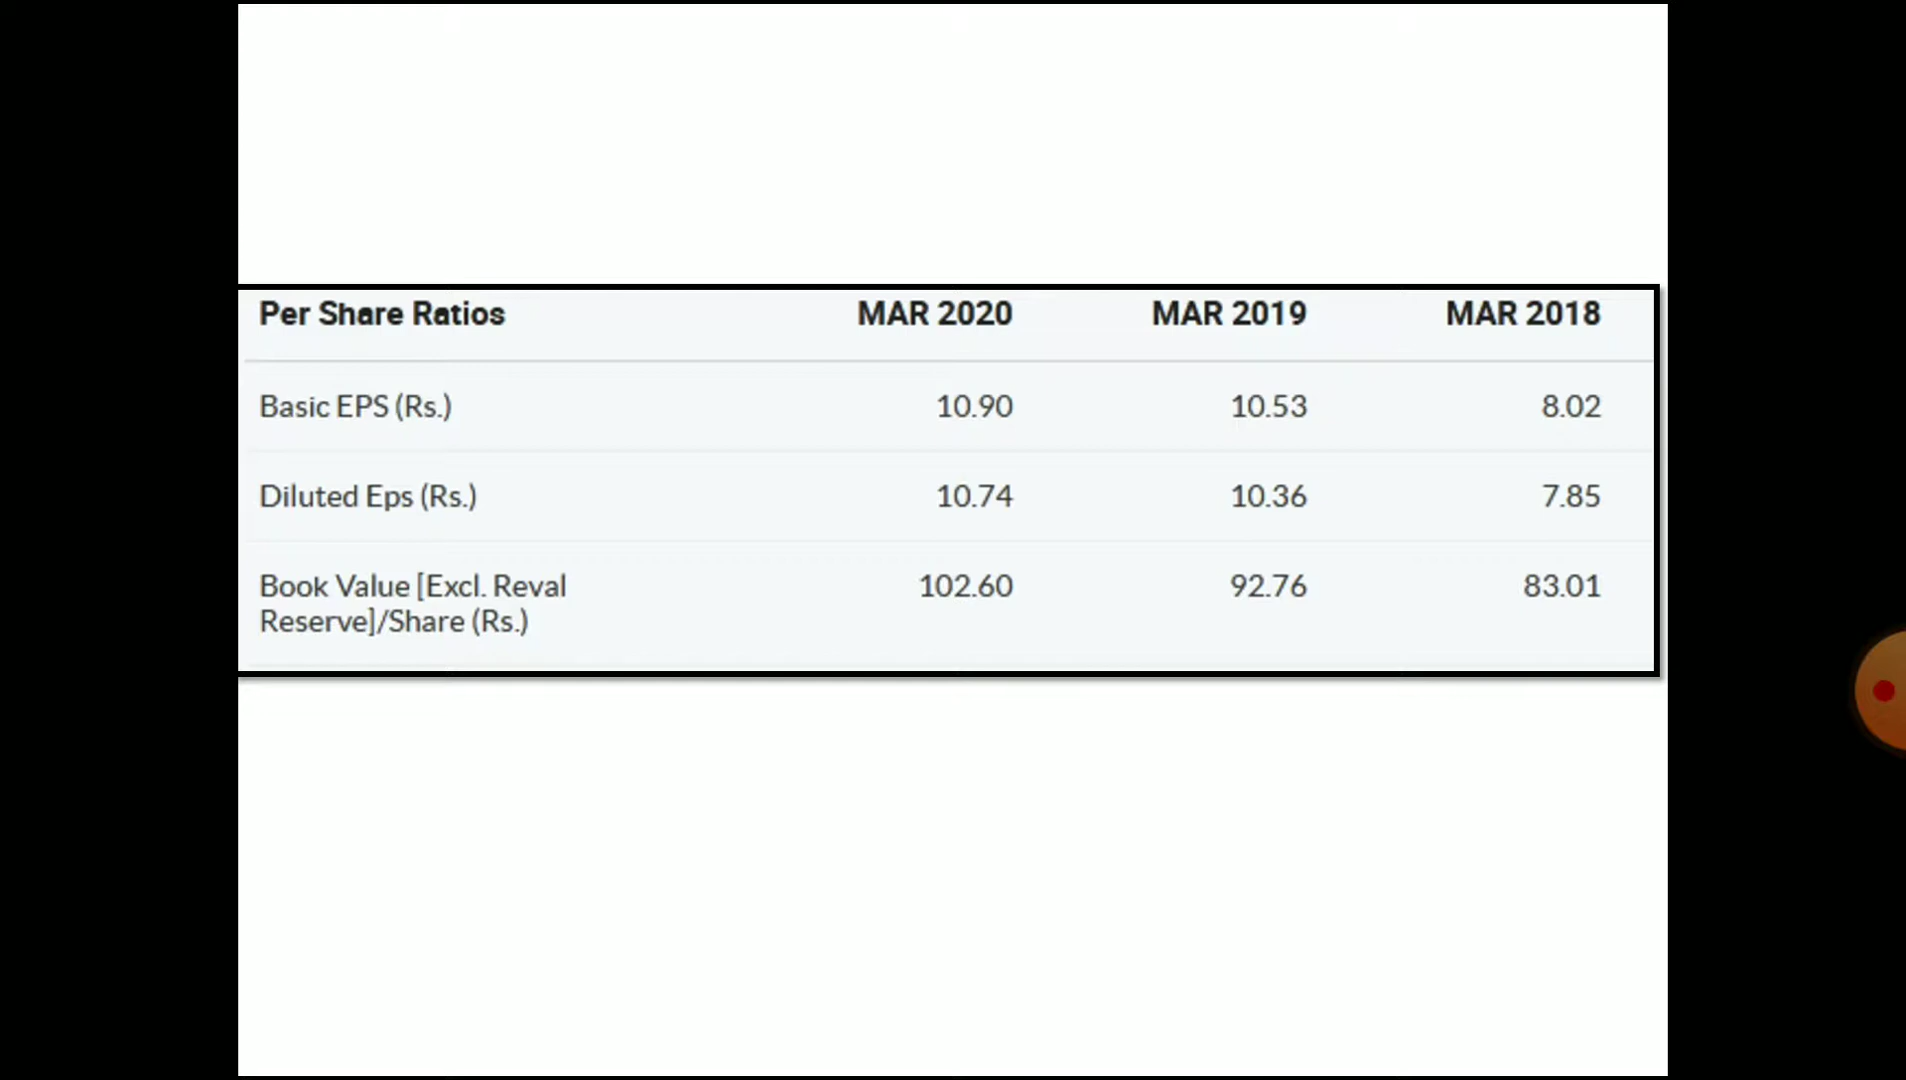 Per Share Ratios MAR 2020 MAR 2019 MAR 2018
Basic EPS (Rs.) 10.90 10.53 8.02
Diluted Eps (Rs.) 10.74 10.36 7.85
Book Value [Excl. Reval 102.60 92.76 83.01
Reserve]/Share (Rs.)